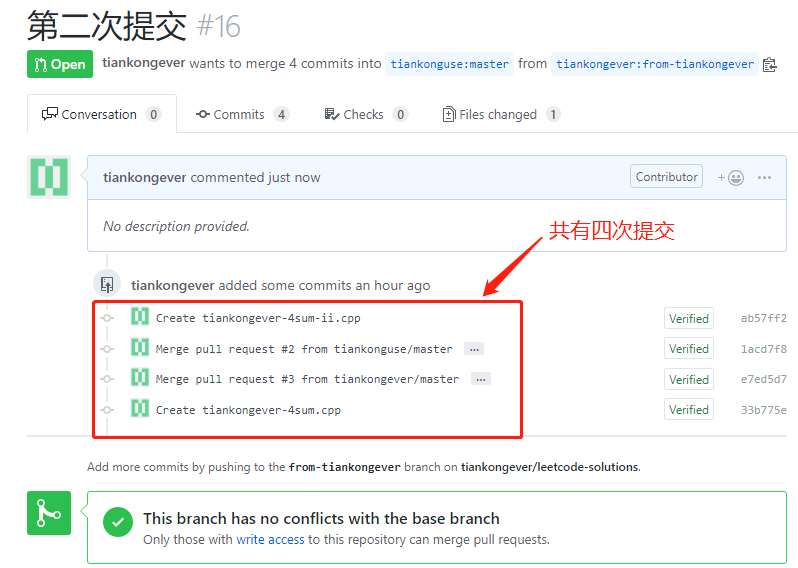 第二次提交 #16
Open tiankongever wants to merge 4 commits into tiankonguse:master from tiankongever:from-tiankongever
Conversation 0 Commits 4 Checks 0 Files changed 1
tiankongever commented just now Contributor + ...
No description provided.
共有四次提交
tiankongever added some commits an hour ago
Create tiankongever-4sum-ii.cpp Verified ab57ff2
Merge pull request #2 from tiankonguse/master ... Verified 1acd7f8
Merge pull request #3 from tiankongever/master ... Verified e7ed5d7
Create tiankongever-4sum.cpp Verified 33b775e
Add more commits by pushing to the from-tiankongever branch on tiankongever/leetcode-solutions.
This branch has no conflicts with the base branch
Only those with write access to this repository can merge pull requests.